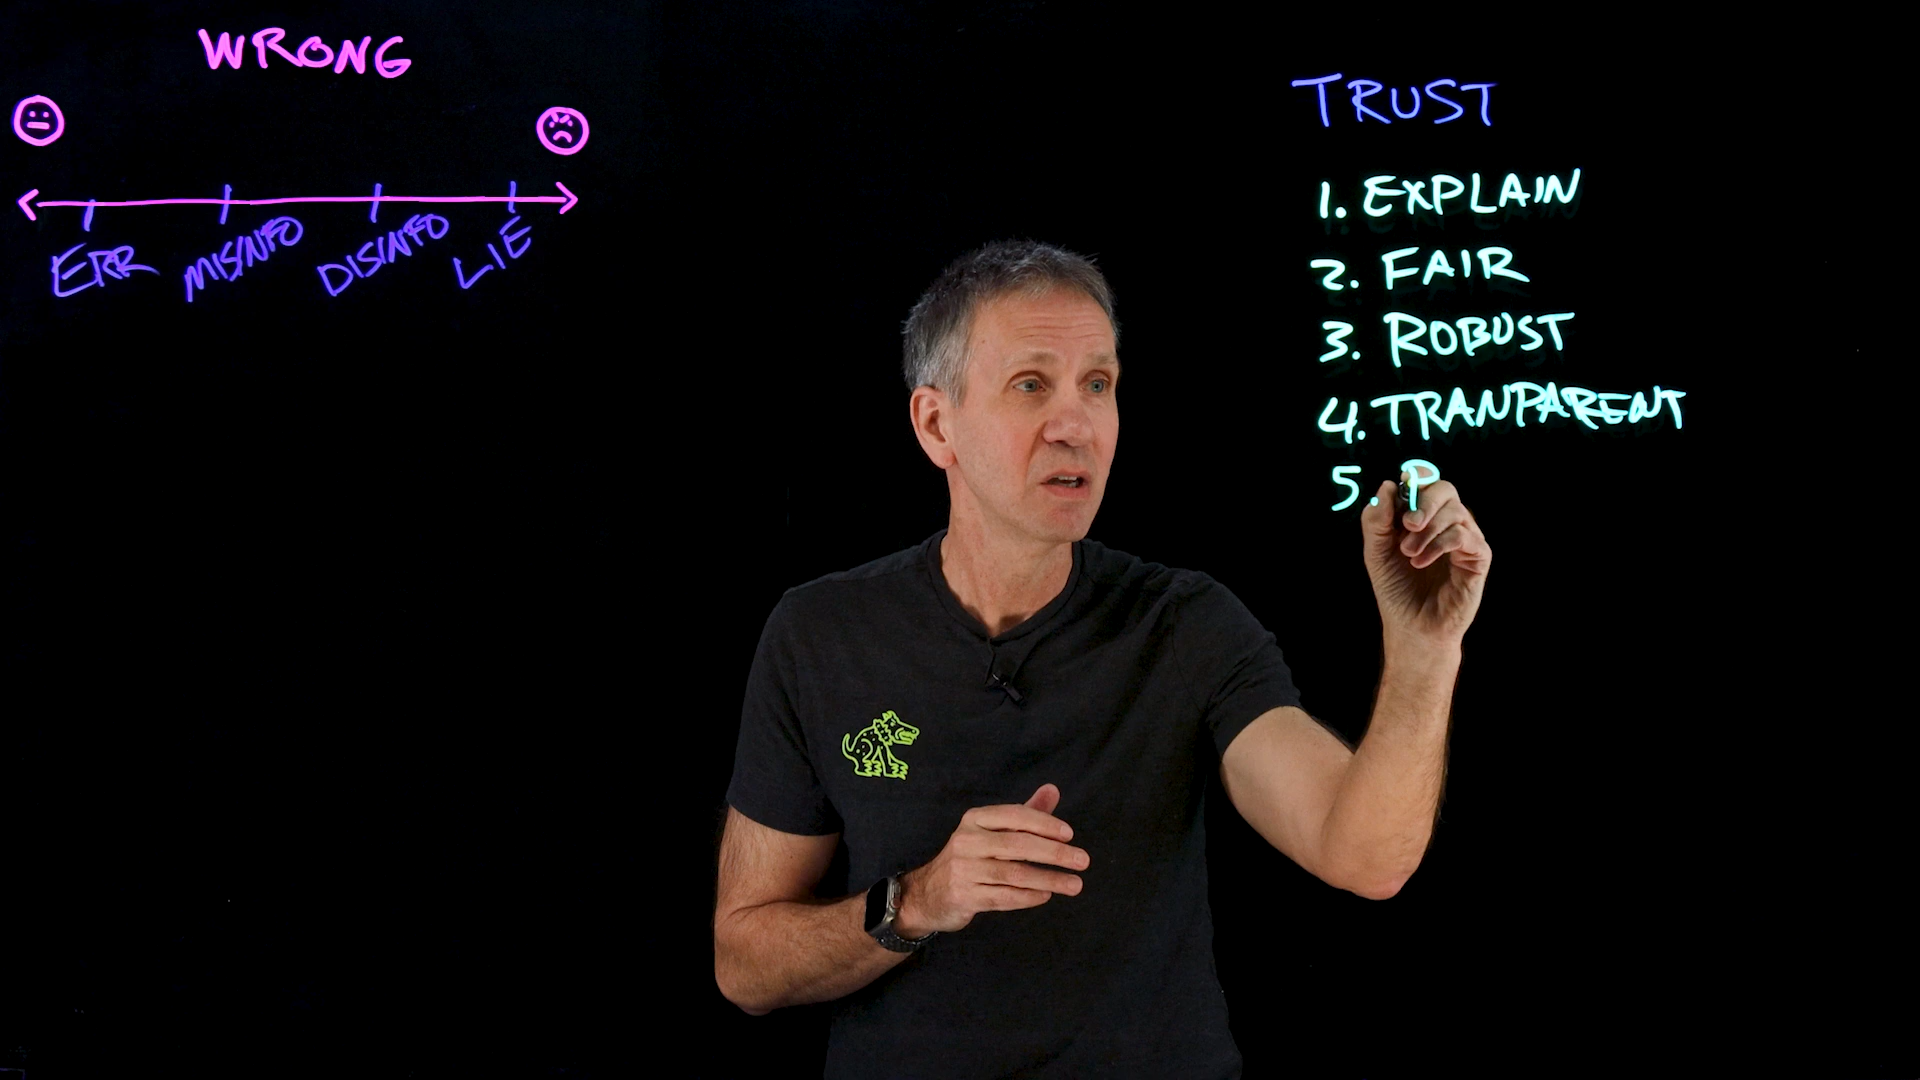 WRONG
ERR MISINFO DISINFO LIE
TRUST
1. EXPLAIN
2. FAIR
3. ROBUST
4. TRANPARENT
5. P